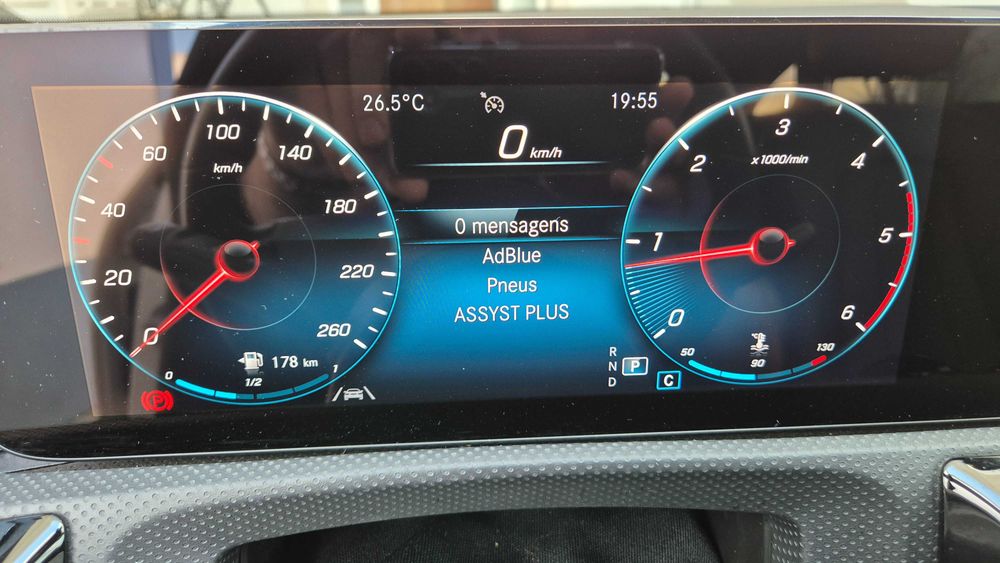 26.5°C
19:55
0 km/h
0 mensagens
AdBlue
Pneus
ASSYST PLUS
0
20
40
60
100
140
180
220
260
km/h
178 km
0
1/2
1
P
0
1
2
3
4
5
6
x1000/min
50
90
130
R
N
D
P
C